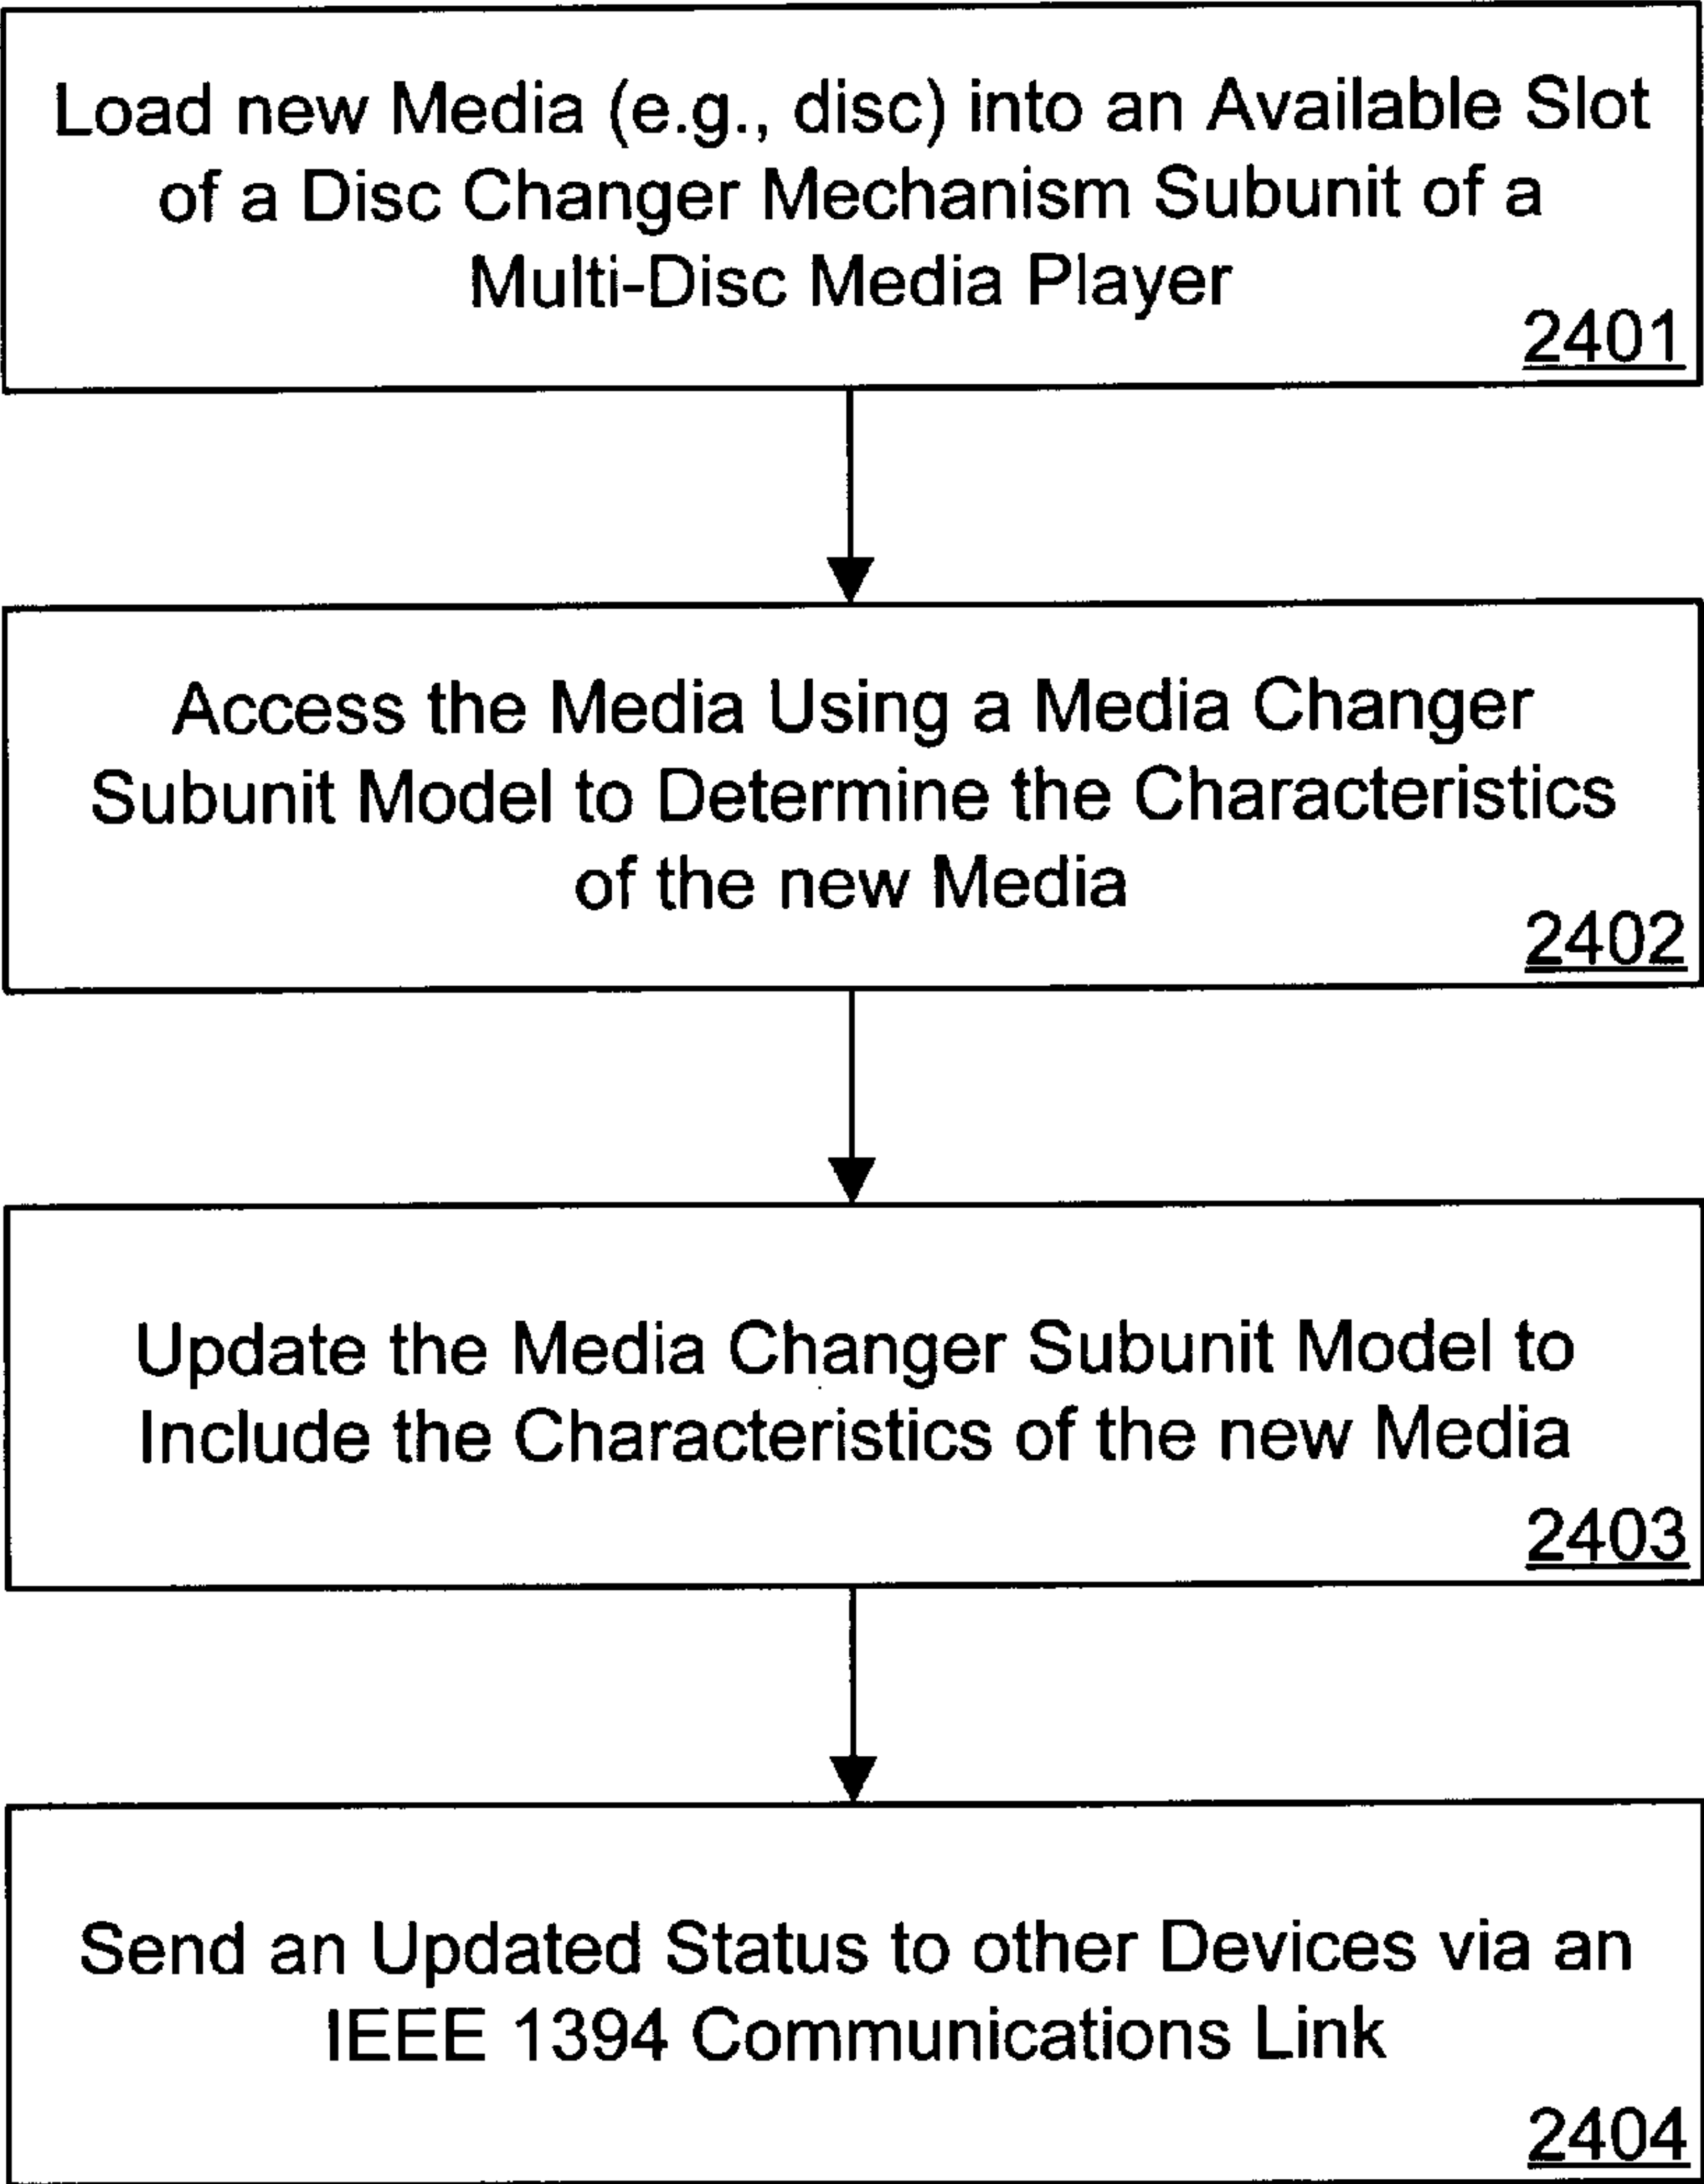 Load new Media (e.g., disc) into an Available Slot
of a Disc Changer Mechanism Subunit of a
Multi-Disc Media Player
2401
Access the Media Using a Media Changer
Subunit Model to Determine the Characteristics
of the new Media
2402
Update the Media Changer Subunit Model to
Include the Characteristics of the new Media
2403
Send an Updated Status to other Devices via an
IEEE 1394 Communications Link
2404